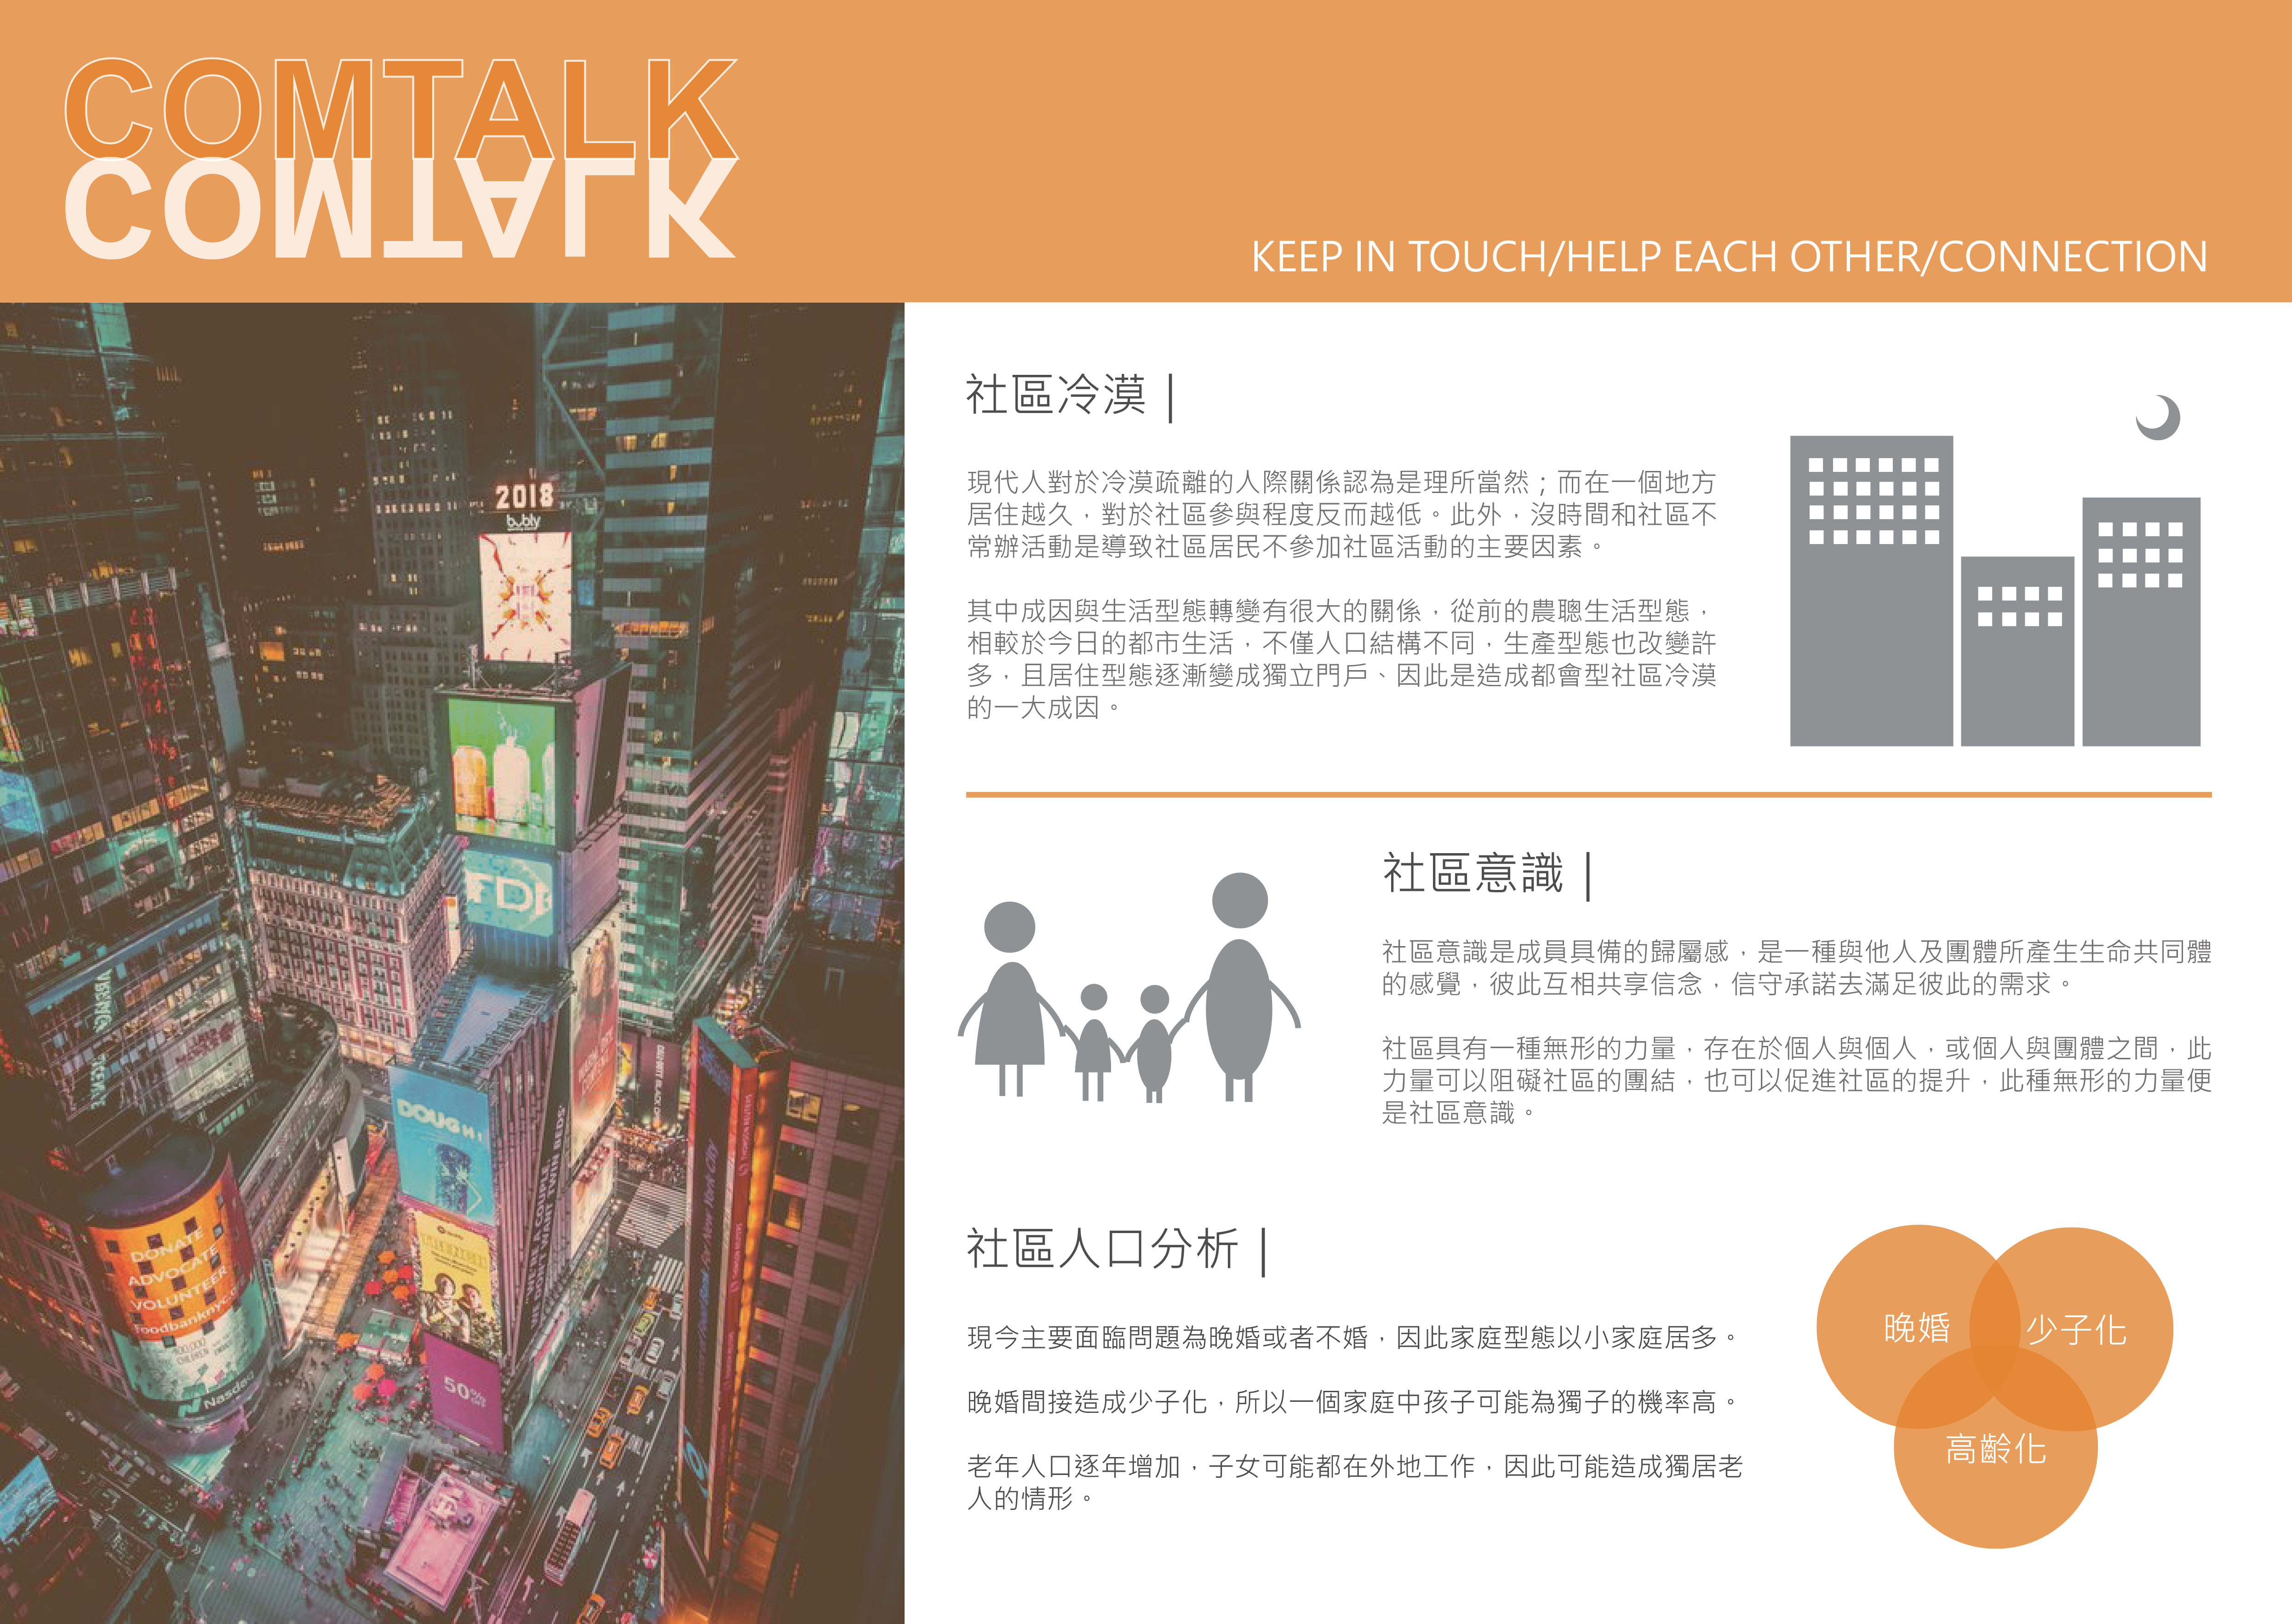 COMTALK
COMTALK
KEEP IN TOUCH/HELP EACH OTHER/CONNECTION
2018
bubly
TDK
DOUGH!
DONATE
ADVOCATE
VOLUNTEER
foodbanknyc.o
Nasdaq
50%
社區冷漠 |
現代人對於冷漠疏離的人際關係認為是理所當然；而在一個地方
居住越久，對於社區參與程度反而越低。此外，沒時間和社區不
常辦活動是導致社區居民不參加社區活動的主要因素。
其中成因與生活型態轉變有很大的關係，從前的農聰生活型態，
相較於今日的都市生活，不僅人口結構不同，生產型態也改變許
多，且居住型態逐漸變成獨立門戶、因此是造成都會型社區冷漠
的一大成因。
社區意識 |
社區意識是成員具備的歸屬感，是一種與他人及團體所產生生命共同體
的感覺，彼此互相共享信念，信守承諾去滿足彼此的需求。
社區具有一種無形的力量，存在於個人與個人，或個人與團體之間，此
力量可以阻礙社區的團結，也可以促進社區的提升，此種無形的力量便
是社區意識。
社區人口分析 |
現今主要面臨問題為晚婚或者不婚，因此家庭型態以小家庭居多。
晚婚間接造成少子化，所以一個家庭中孩子可能為獨子的機率高。
老年人口逐年增加，子女可能都在外地工作，因此可能造成獨居老
人的情形。
晚婚
少子化
高齡化